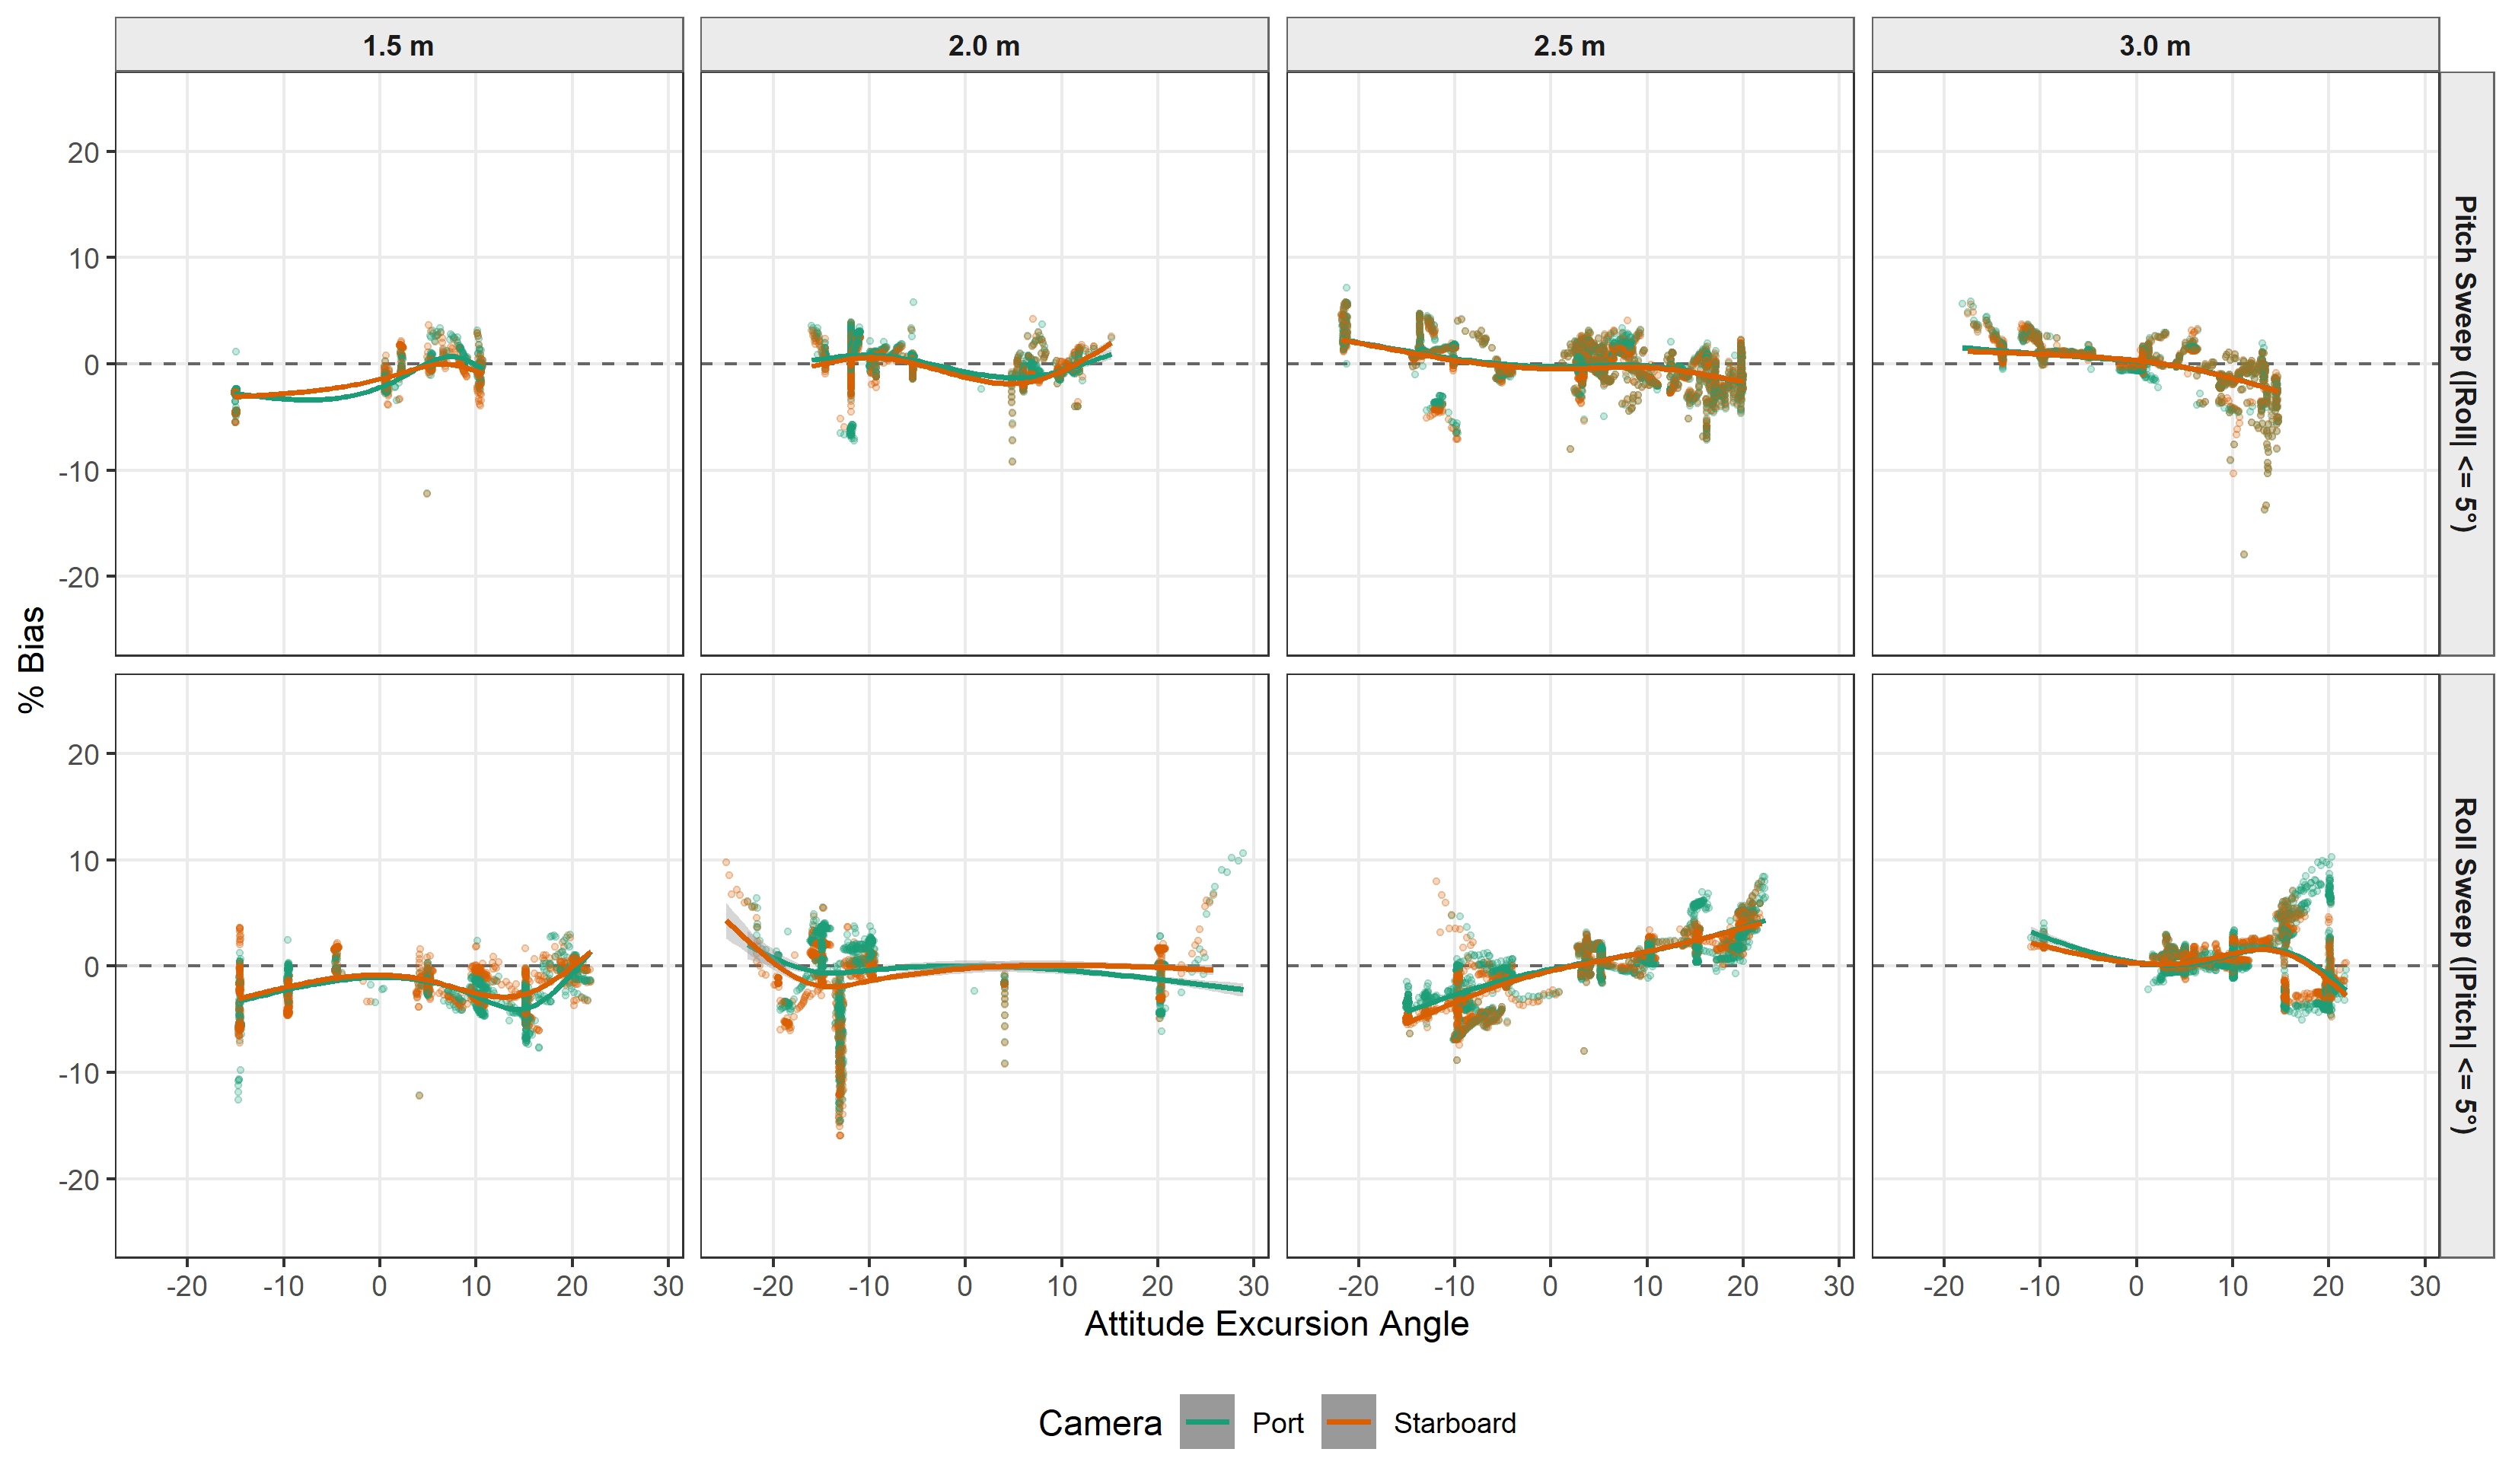 1.5 m
2.0 m
2.5 m
3.0 m
20
10
0
-10
-20
Pitch Sweep (|Roll| <= 5°)
% Bias
20
10
0
-10
-20
Roll Sweep (|Pitch| <= 5°)
-20 -10 0 10 20 30
-20 -10 0 10 20 30
-20 -10 0 10 20 30
-20 -10 0 10 20 30
Attitude Excursion Angle
Camera Port Starboard